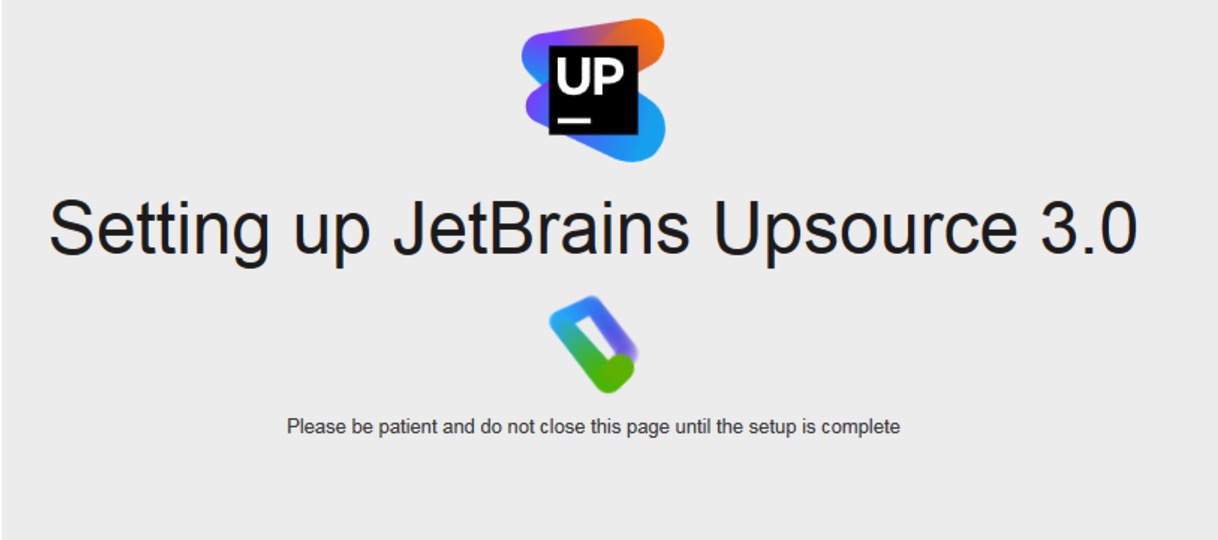 UP
Setting up JetBrains Upsource 3.0
Please be patient and do not close this page until the setup is complete